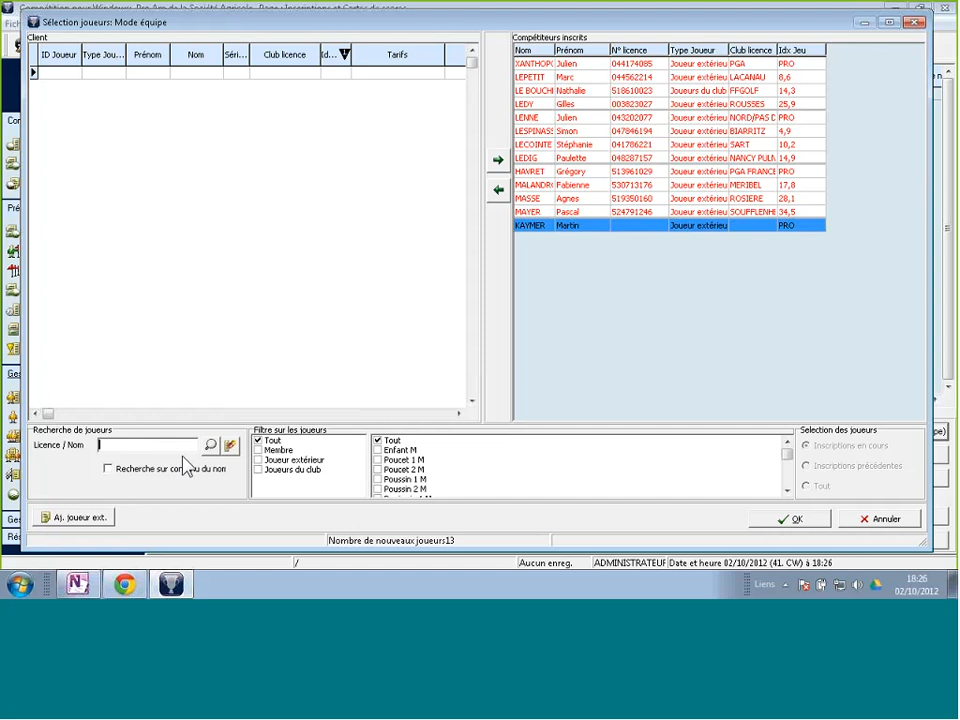 Sélection joueurs: Mode équipe
Client
ID Joueur Type Jou... Prénom Nom Séri... Club licence Id... Tarifs
Compétiteurs inscrits
Nom Prénom N° licence Type Joueur Club licence Idx Jeu
XANTHOPC Julien 044174085 Joueur extérieu PGA PRO
LEPETIT Marc 044562214 Joueur extérieu LACANAU 8,6
LE BOUCH Nathalie 518610023 Joueurs du club FFGOLF 14,3
LEDY Gilles 003823027 Joueur extérieu ROUSSES 25,9
LENNE Julien 043202077 Joueur extérieu NORD/PAS D PRO
LESPINAS Simon 047846194 Joueur extérieu BIARRITZ 4,9
LECOINTE Stéphanie 041786221 Joueur extérieu SART 10,2
LEDIG Paulette 048287157 Joueur extérieu NANCY PULN 14,9
HAVRET Grégory 513961029 Joueur extérieu PGA FRANCE PRO
MALANDR Fabienne 530713176 Joueur extérieu MERIBEL 17,8
MASSE Agnes 519350160 Joueur extérieu ROSIERE 28,1
MAYER Pascal 524791246 Joueur extérieu SOUFFLENHE 34,5
KAYMER Martin Joueur extérieu PRO
Recherche de joueurs
Licence / Nom
Recherche sur con u du nom
Filtre sur les joueurs
Tout
Membre
Joueur extérieur
Joueurs du club
Tout
Enfant M
Poucet 1 M
Poucet 2 M
Poussin 1 M
Poussin 2 M
Selection des joueurs
Inscriptions en cours
Inscriptions précédentes
Tout
Aj. joueur ext.
OK
Annuler
Nombre de nouveaux joueurs13
/
Aucun enreg.
ADMINISTRATEUF
Date et heure 02/10/2012 (41. CW) à 18:26
Liens
18:26
02/10/2012